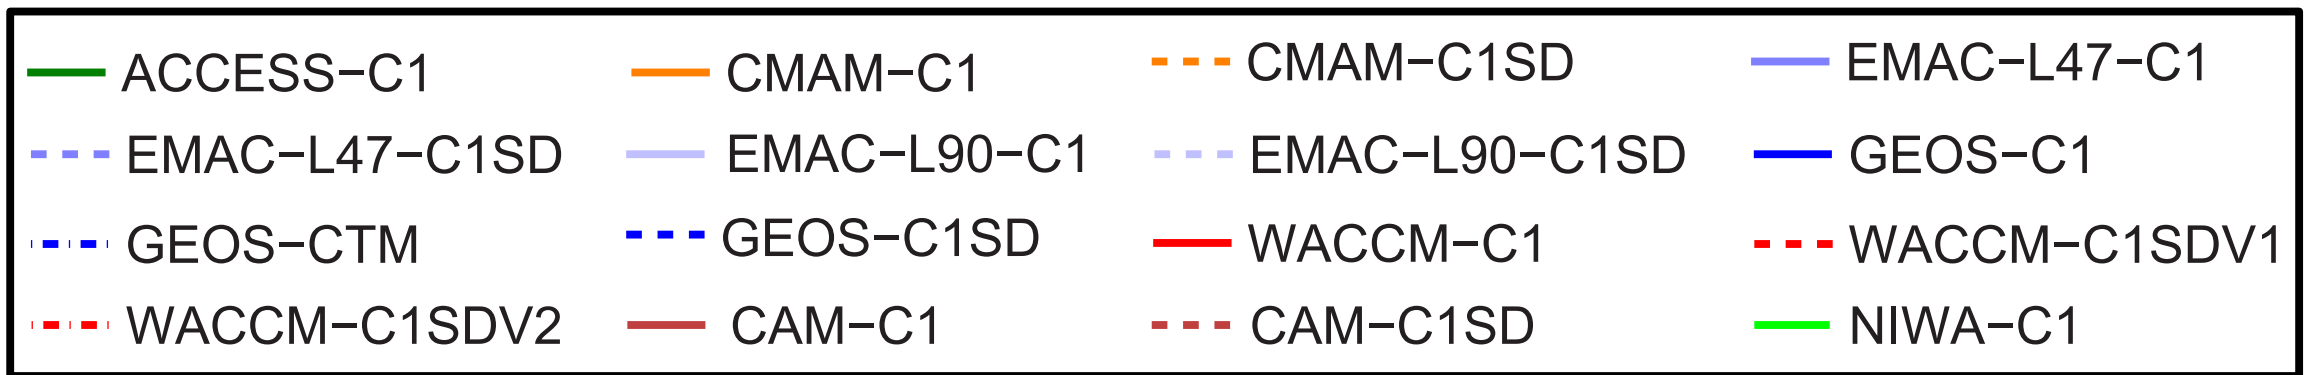 ACCESS−C1 CMAM−C1 CMAM−C1SD EMAC−L47−C1
EMAC−L47−C1SD EMAC−L90−C1 EMAC−L90−C1SD GEOS−C1
GEOS−CTM GEOS−C1SD WACCM−C1 WACCM−C1SDV1
WACCM−C1SDV2 CAM−C1 CAM−C1SD NIWA−C1